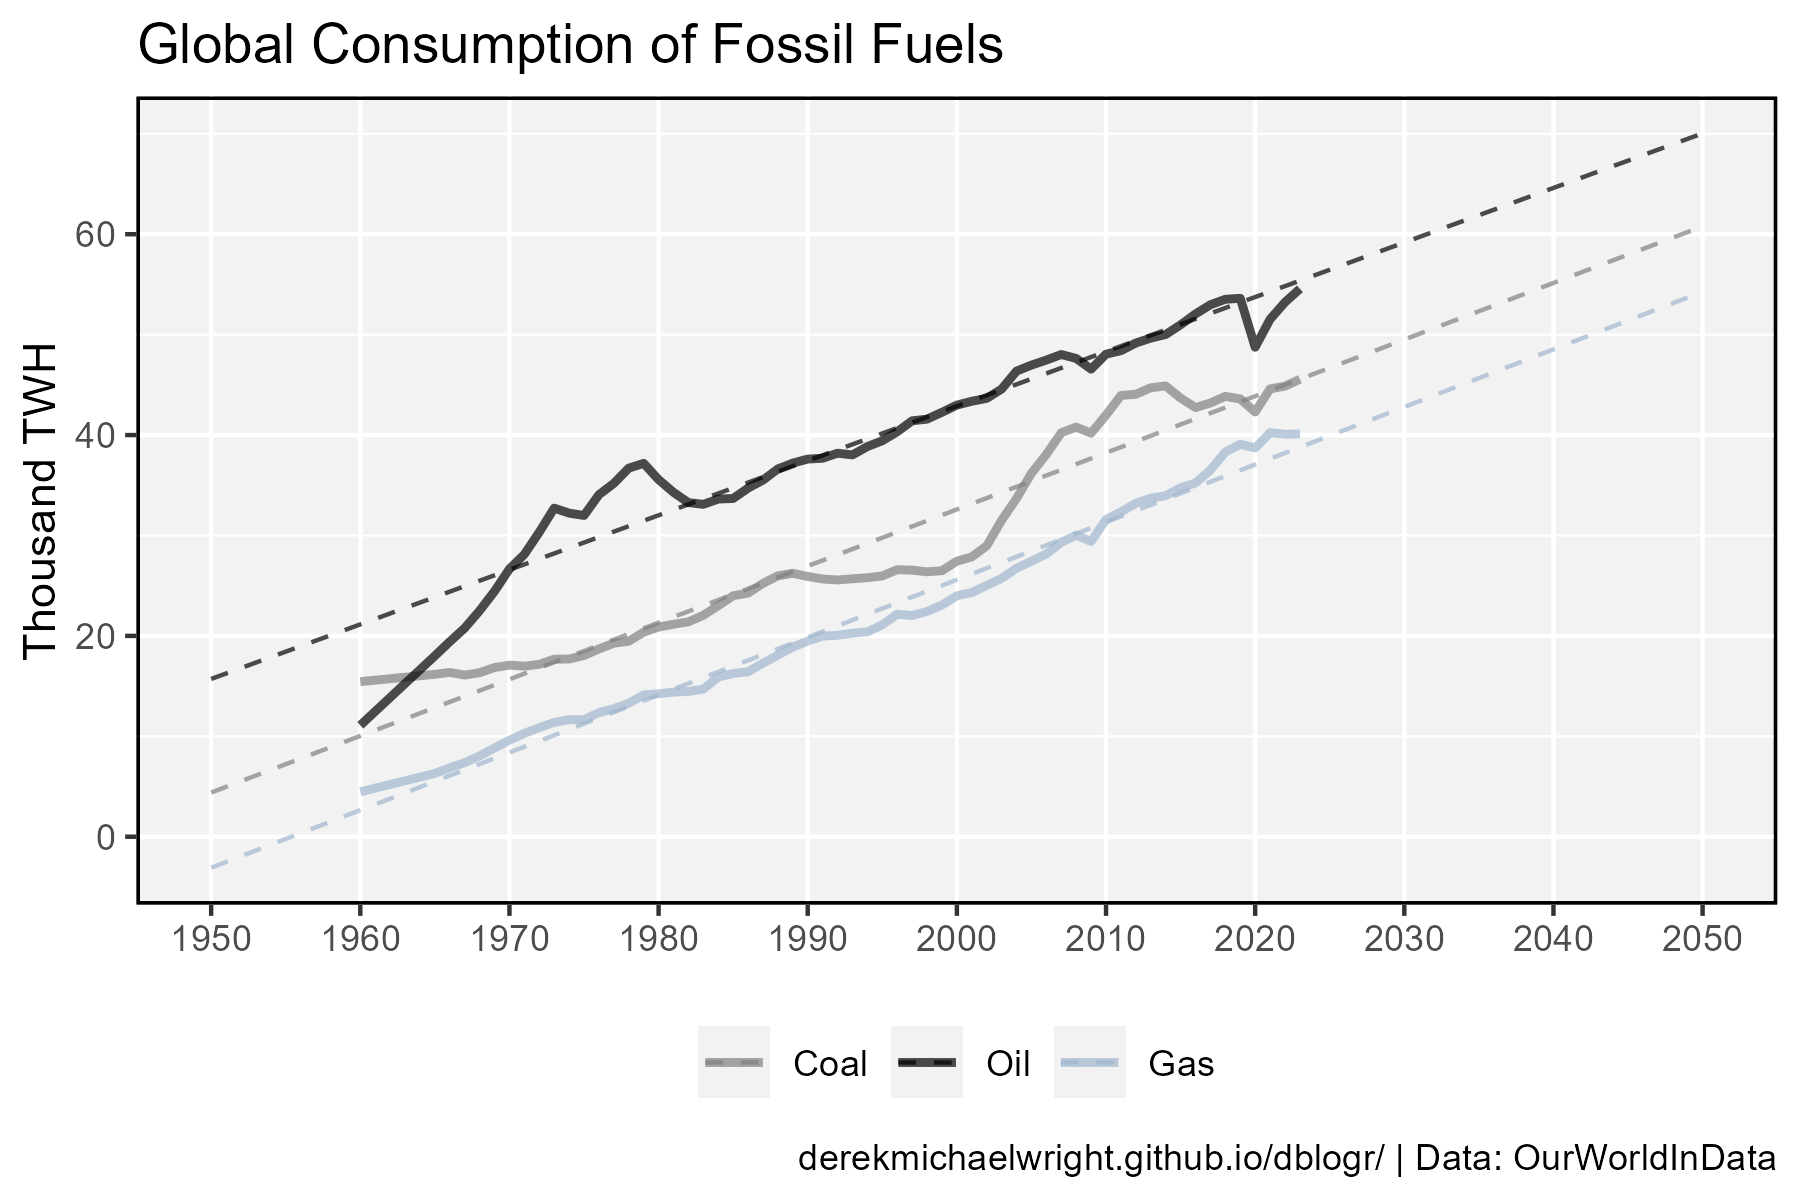 Global Consumption of Fossil Fuels
Thousand TWH
60
40
20
0
1950 1960 1970 1980 1990 2000 2010 2020 2030 2040 2050
Coal Oil Gas
derekmichaelwright.github.io/dblogr/ | Data: OurWorldInData